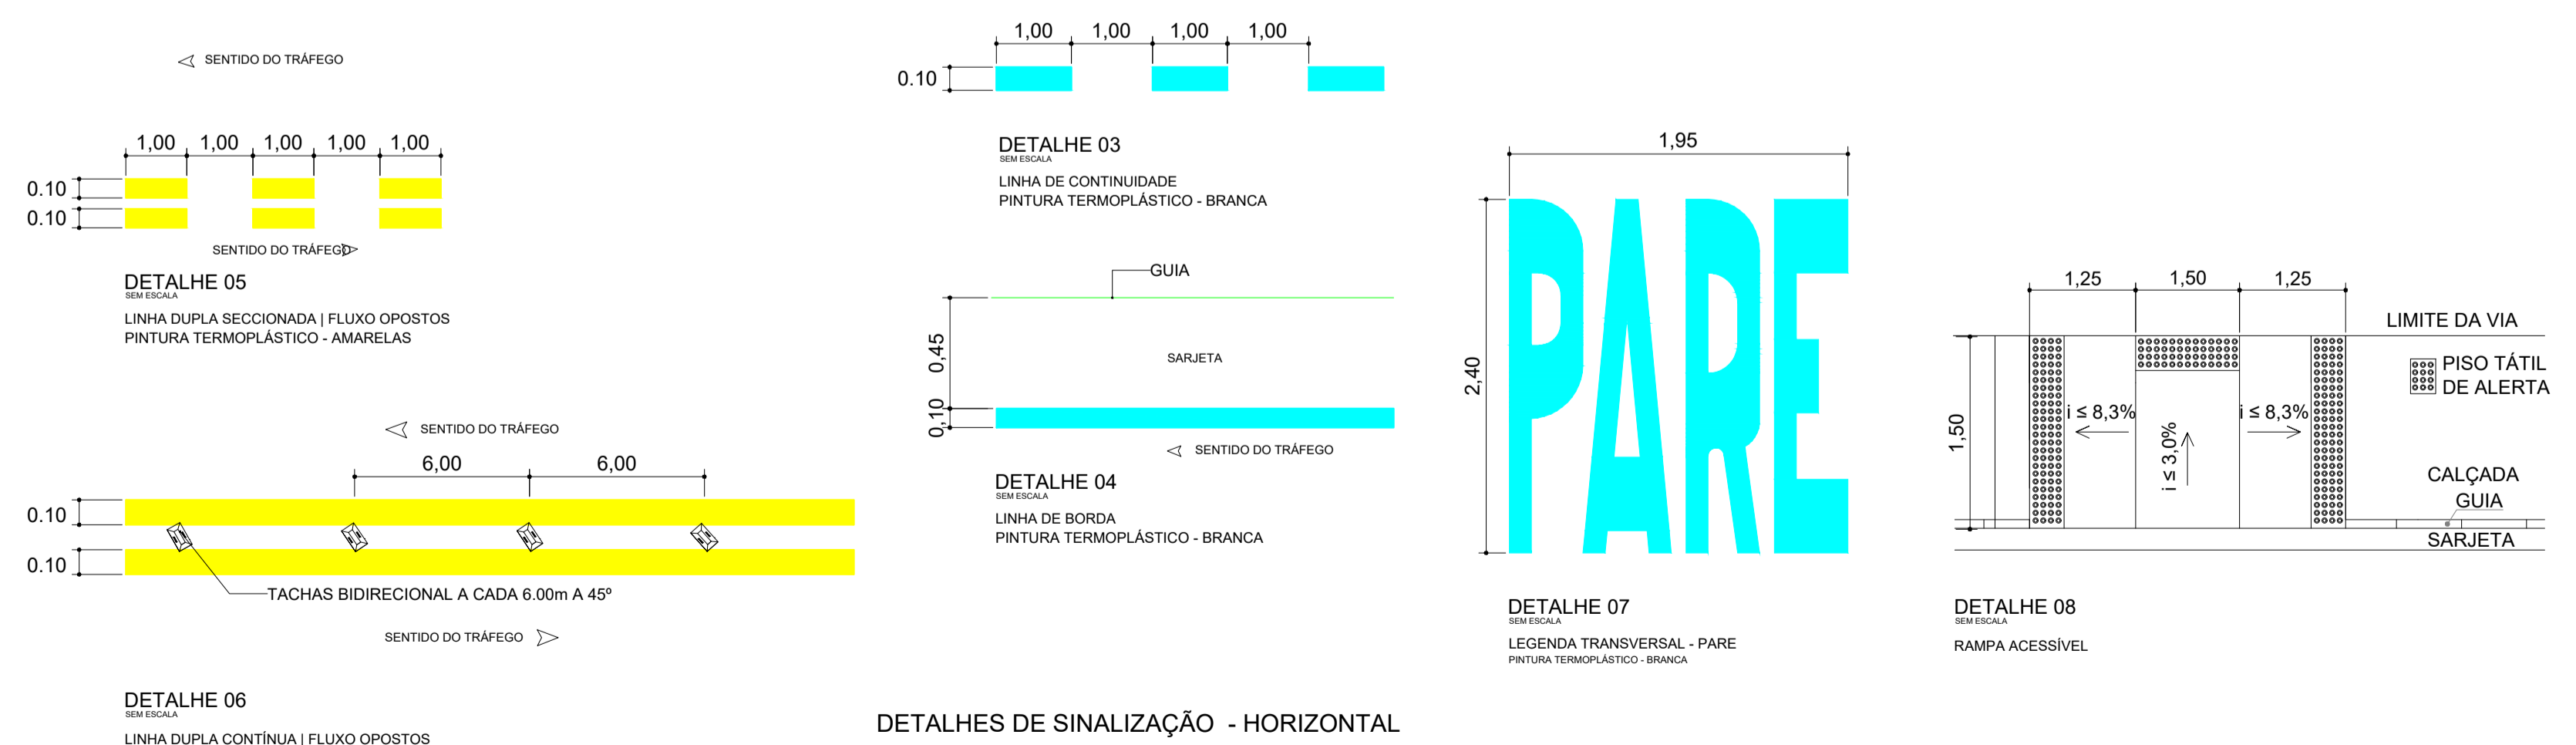 SENTIDO DO TRÁFEGO
1,00 1,00 1,00 1,00 1,00
0.10
0.10
SENTIDO DO TRÁFEGO
DETALHE 05
SEM ESCALA
LINHA DUPLA SECCIONADA | FLUXO OPOSTOS
PINTURA TERMOPLÁSTICO - AMARELAS
SENTIDO DO TRÁFEGO
6,00 6,00
0.10
0.10
TACHAS BIDIRECIONAL A CADA 6.00m A 45º
SENTIDO DO TRÁFEGO
DETALHE 06
SEM ESCALA
LINHA DUPLA CONTÍNUA | FLUXO OPOSTOS
1,00 1,00 1,00 1,00
0.10
DETALHE 03
SEM ESCALA
LINHA DE CONTINUIDADE
PINTURA TERMOPLÁSTICO - BRANCA
GUIA
0,45
SARJETA
0,10
SENTIDO DO TRÁFEGO
DETALHE 04
SEM ESCALA
LINHA DE BORDA
PINTURA TERMOPLÁSTICO - BRANCA
1,95
2,40
PARE
DETALHE 07
SEM ESCALA
LEGENDA TRANSVERSAL - PARE
PINTURA TERMOPLÁSTICO - BRANCA
1,25 1,50 1,25
LIMITE DA VIA
PISO TÁTIL
DE ALERTA
i ≤ 8,3% i ≤ 8,3%
1,50
i ≤ 3,0%
CALÇADA
GUIA
SARJETA
DETALHE 08
SEM ESCALA
RAMPA ACESSÍVEL
DETALHES DE SINALIZAÇÃO - HORIZONTAL